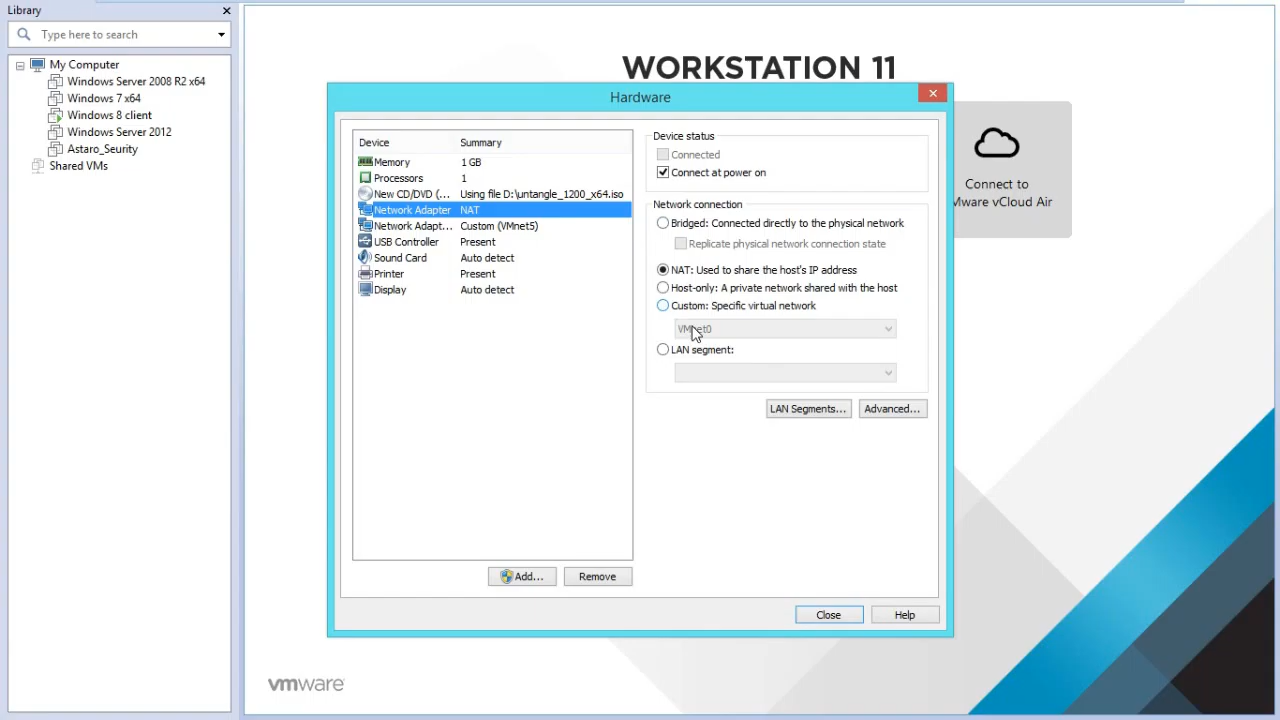 Library
Type here to search
My Computer
Windows Server 2008 R2 x64
Windows 7 x64
Windows 8 client
Windows Server 2012
Astaro_Seurity
Shared VMs
WORKSTATION 11
Connect to
Mware vCloud Air
Hardware
Device Summary
Memory 1 GB
Processors 1
New CD/DVD (... Using file D:\untangle_1200_x64.iso
Network Adapter NAT
Network Adapt... Custom (VMnet5)
USB Controller Present
Sound Card Auto detect
Printer Present
Display Auto detect
Add...
Remove
Device status
Connected
Connect at power on
Network connection
Bridged: Connected directly to the physical network
Replicate physical network connection state
NAT: Used to share the host's IP address
Host-only: A private network shared with the host
Custom: Specific virtual network
VMnet0
LAN segment:
LAN Segments...
Advanced...
Close
Help
vmware